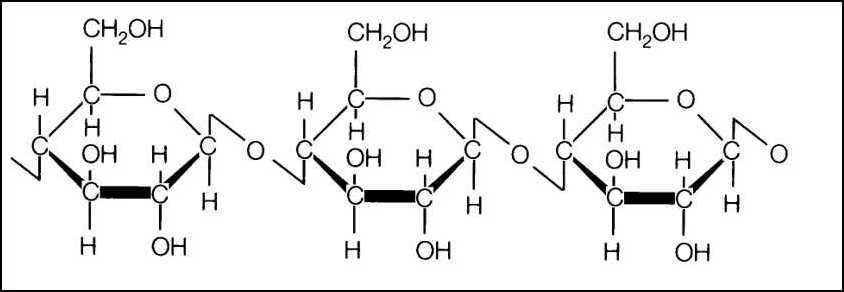 CH2OH CH2OH CH2OH
C O C O C O
H H H H H H
C OH H C O C OH H C O C OH H C O
C C H C C H C C H
H OH H OH H OH